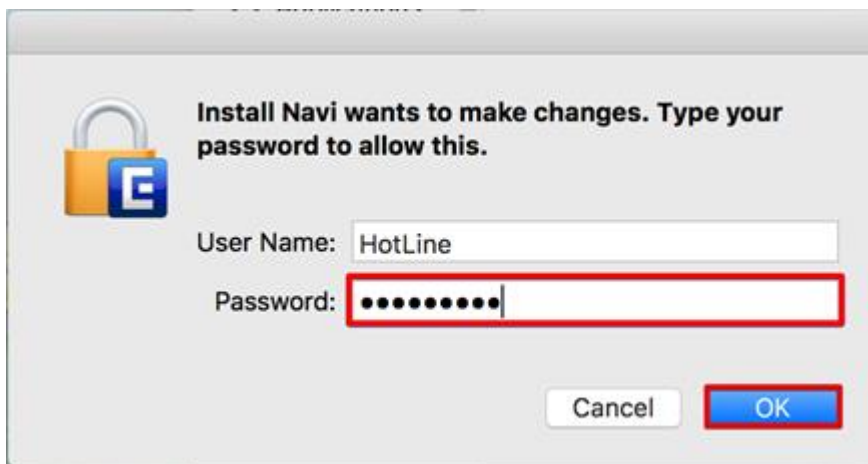 Install Navi wants to make changes. Type your
password to allow this.
User Name: HotLine
Password: •••••••••
Cancel OK